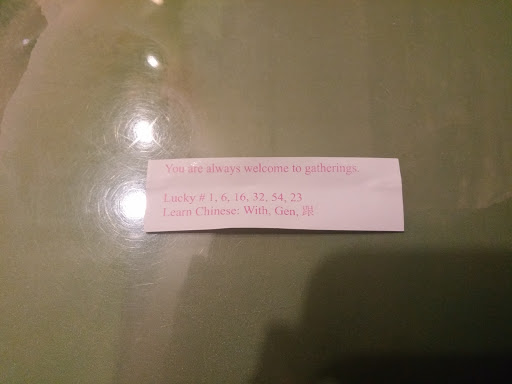 You are always welcome to gatherings.
Lucky # 1, 6, 16, 32, 54, 23
Learn Chinese: With, Gen, 跟